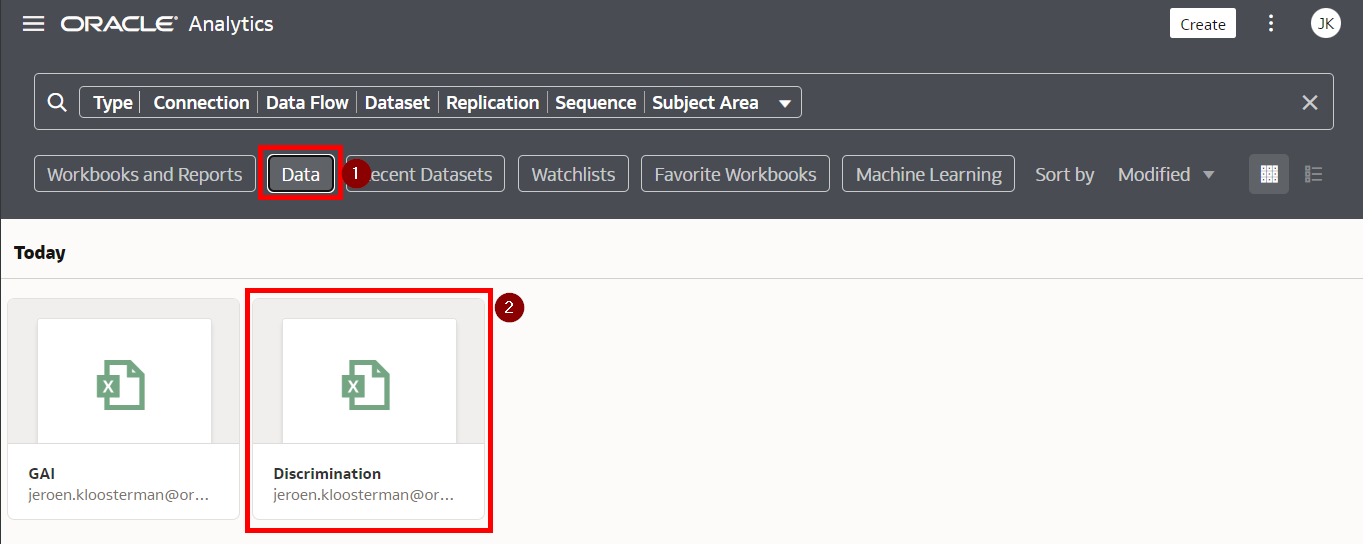 ORACLE Analytics
Create
JK
Type Connection Data Flow Dataset Replication Sequence Subject Area
Workbooks and Reports Data 1 ecent Datasets Watchlists Favorite Workbooks Machine Learning Sort by Modified
Today
2
X X
GAI Discrimination
jeroen.kloosterman@or... jeroen.kloosterman@or...